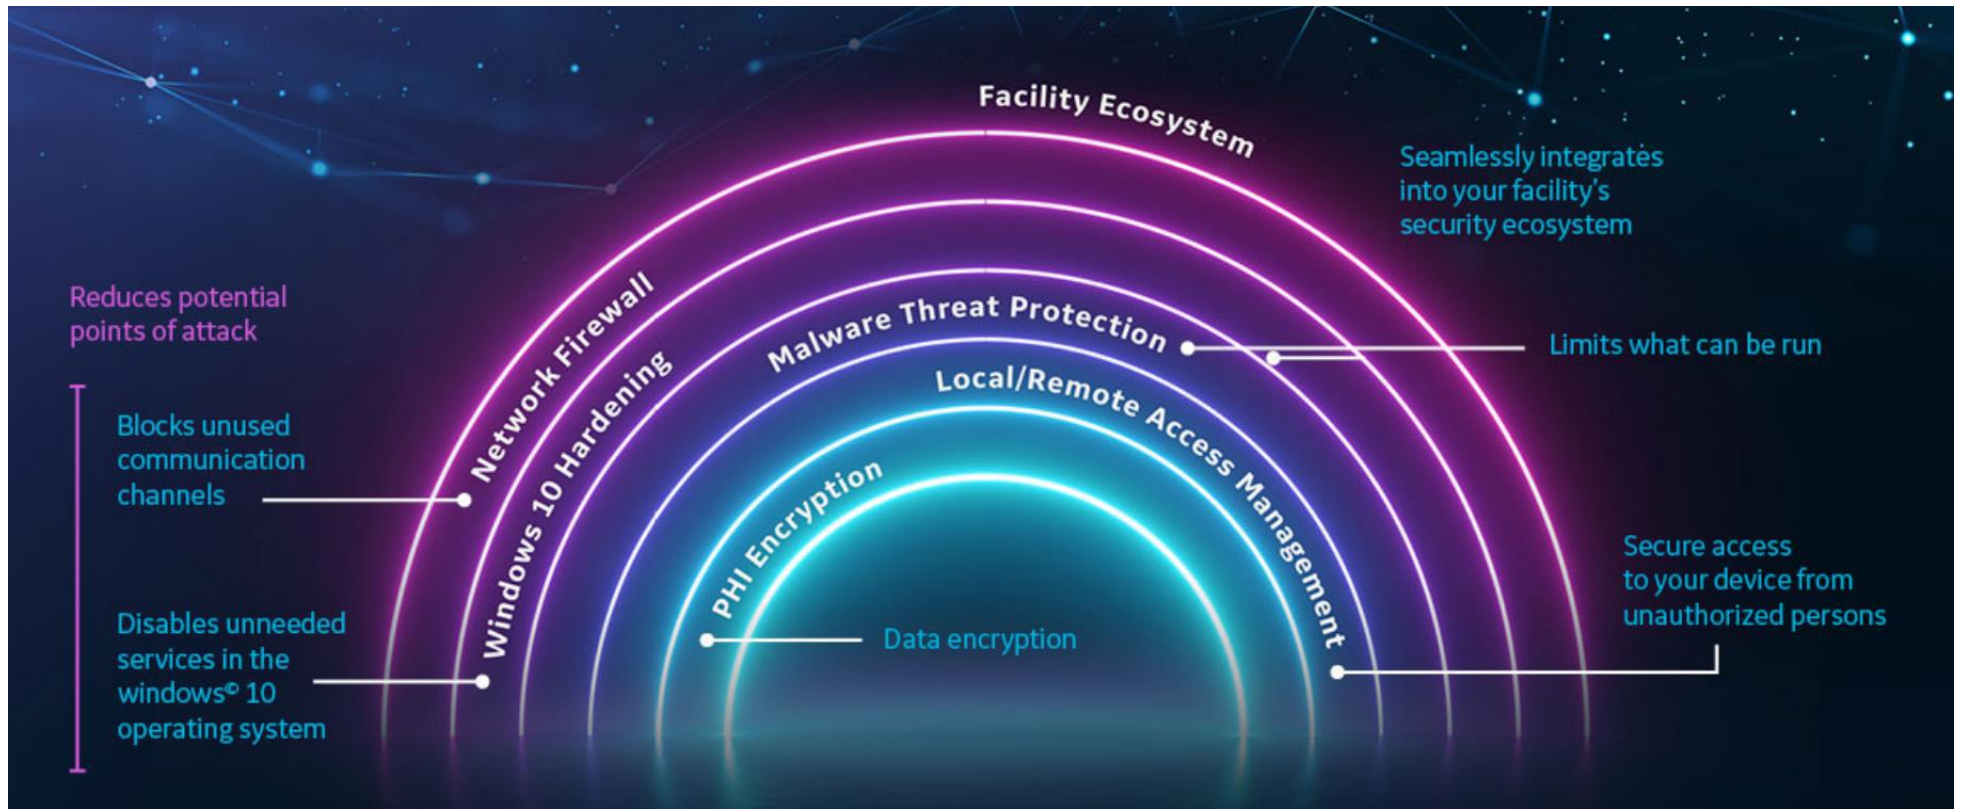 Facility Ecosystem
Seamlessly integrates
into your facility's
security ecosystem
Reduces potential
points of attack
Network Firewall
Blocks unused
communication
channels
Windows 10 Hardening
Disables unneeded
services in the
windows© 10
operating system
Malware Threat Protection
Limits what can be run
Local/Remote Access Management
Secure access
to your device from
unauthorized persons
PHI Encryption
Data encryption